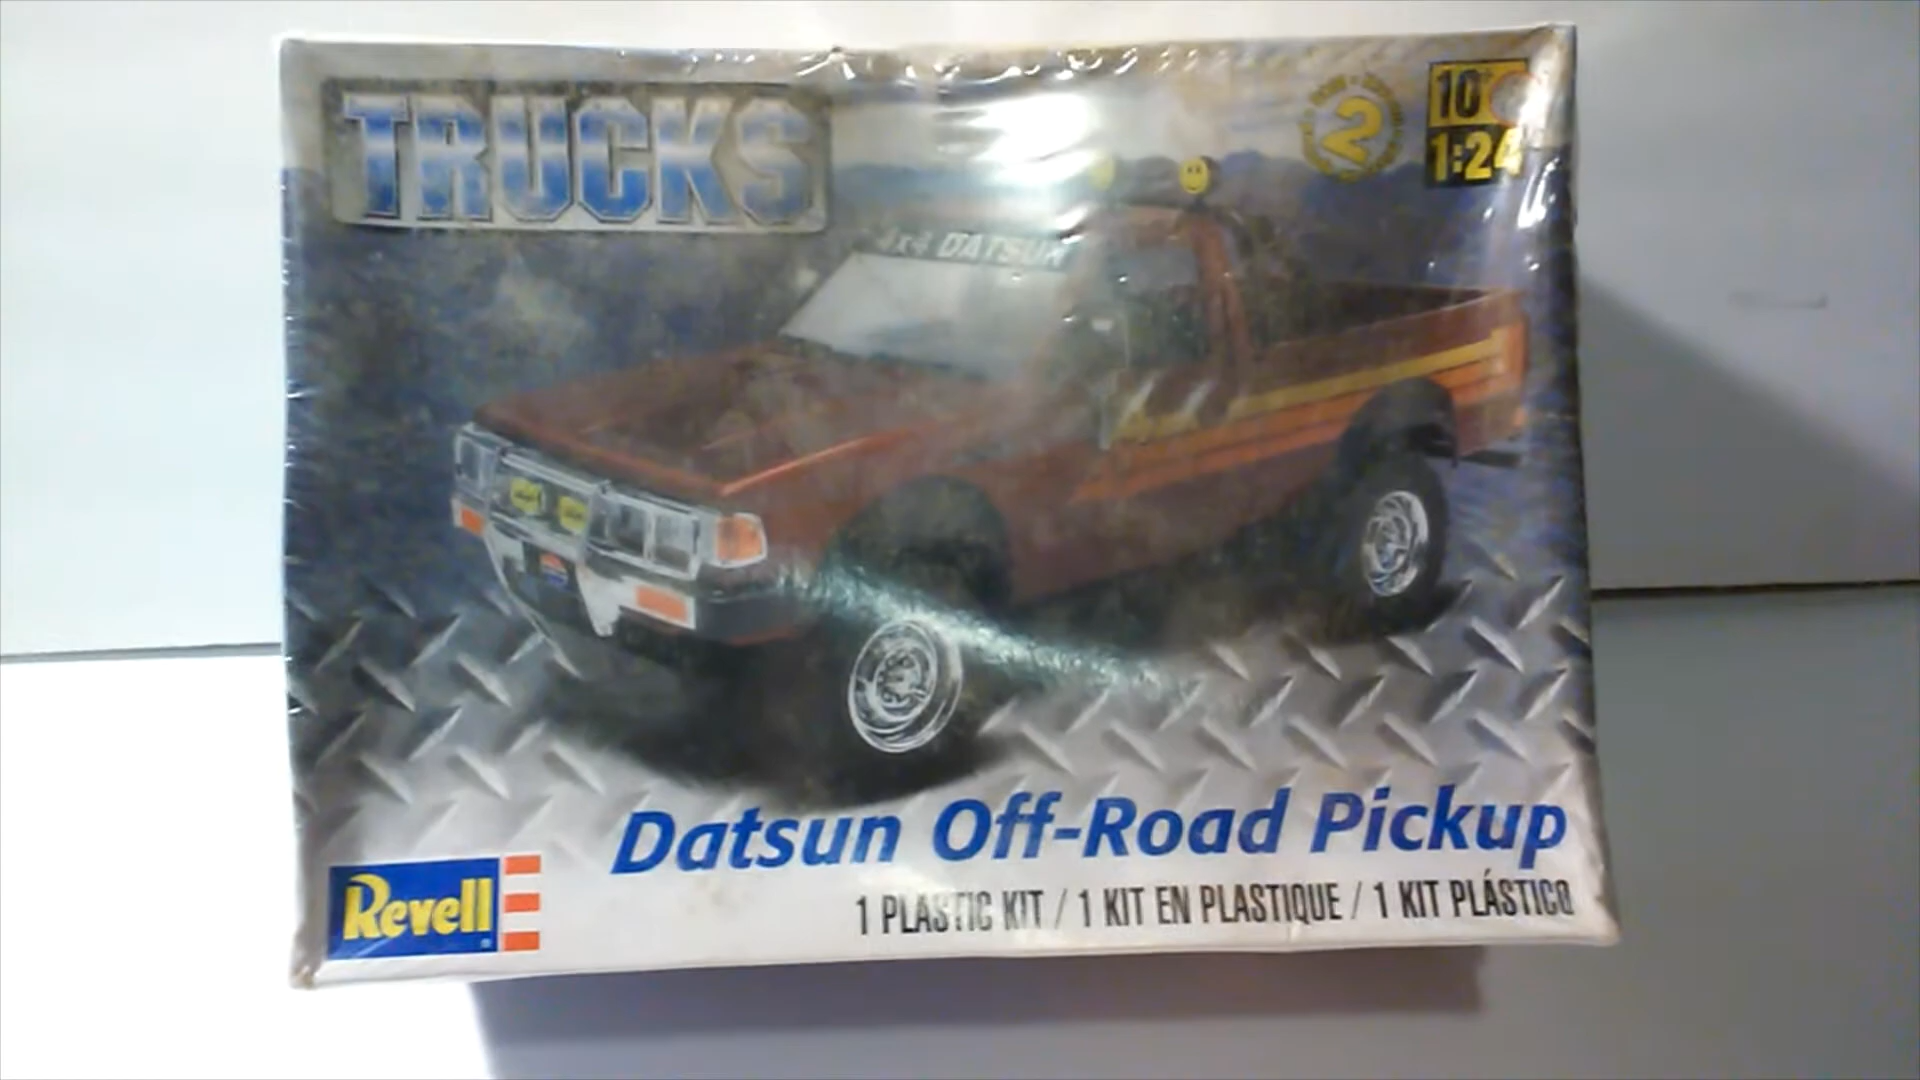 TRUCKS
2
10+
1:24
4x4 DATSUN
Datsun Off-Road Pickup
1 PLASTIC KIT / 1 KIT EN PLASTIQUE / 1 KIT PLÁSTICO
Revell